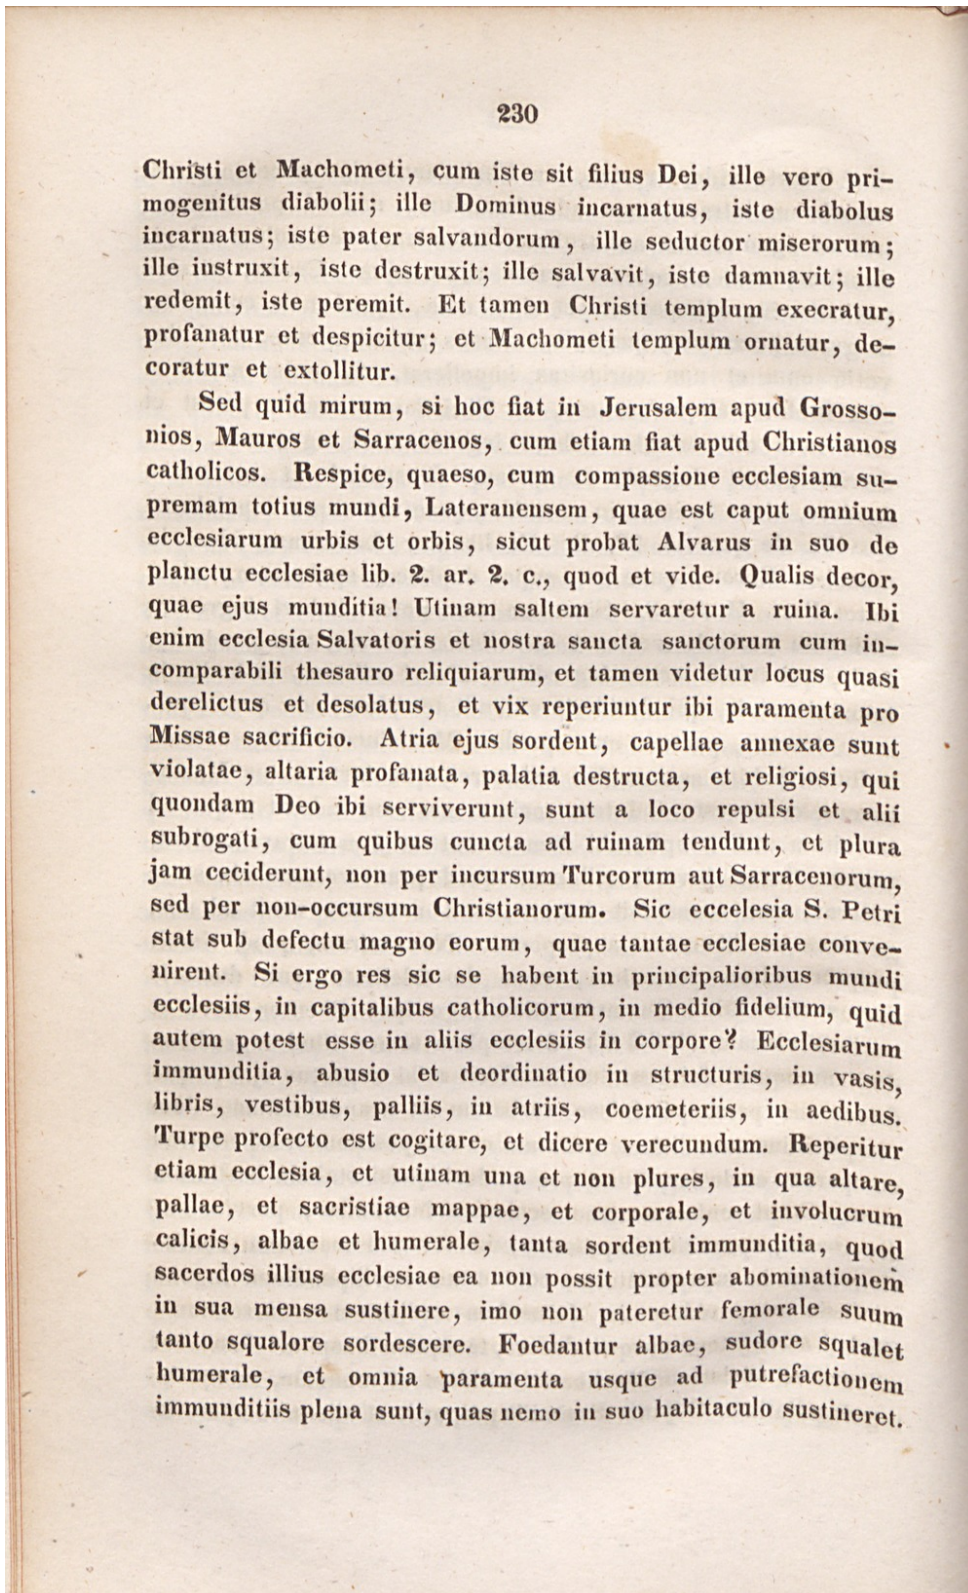 230
Christi et Machometi, cum iste sit filius Dei, ille vero pri-
mogenitus diabolii; ille Dominus incarnatus, iste diabolus
incarnatus; iste pater salvandorum, ille seductor miserorum;
ille instruxit, iste destruxit; ille salvavit, iste damnavit; ille
redemit, iste peremit. Et tamen Christi templum execratur,
profanatur et despicitur; et Machometi templum ornatur, de-
coratur et extollitur.
Sed quid mirum, si hoc fiat in Jerusalem apud Grosso-
nios, Mauros et Sarracenos, cum etiam fiat apud Christianos
catholicos. Respice, quaeso, cum compassione ecclesiam su-
premam totius mundi, Lateranensem, quae est caput omnium
ecclesiarum urbis et orbis, sicut probat Alvarus in suo de
planctu ecclesiae lib. 2. ar. 2. c., quod et vide. Qualis decor,
quae ejus munditia! Utinam saltem servaretur a ruina. Ibi
enim ecclesia Salvatoris et nostra sancta sanctorum cum in-
comparabili thesauro reliquiarum, et tamen videtur locus quasi
derelictus et desolatus, et vix reperiuntur ibi paramenta pro
Missae sacrificio. Atria ejus sordent, capellae annexae sunt
violatae, altaria profanata, palatia destructa, et religiosi, qui
quondam Deo ibi serviverunt, sunt a loco repulsi et alii
subrogati, cum quibus cuncta ad ruinam tendunt, et plura
jam ceciderunt, non per incursum Turcorum aut Sarracenorum,
sed per non-occursum Christianorum. Sic eccelesia S. Petri
stat sub defectu magno eorum, quae tantae ecclesiae conve-
nirent. Si ergo res sic se habent in principalioribus mundi
ecclesiis, in capitalibus catholicorum, in medio fidelium, quid
autem potest esse in aliis ecclesiis in corpore? Ecclesiarum
immunditia, abusio et deordinatio in structuris, in vasis,
libris, vestibus, palliis, in atriis, coemeteriis, in aedibus.
Turpe profecto est cogitare, et dicere verecundum. Reperitur
etiam ecclesia, et utinam una et non plures, in qua altare,
pallae, et sacristiae mappae, et corporale, et involucrum
calicis, albae et humerale, tanta sordent immunditia, quod
sacerdos illius ecclesiae ea non possit propter abominationem
in sua mensa sustinere, imo non pateretur femorale suum
tanto squalore sordescere. Foedantur albae, sudore squalet
humerale, et omnia paramenta usque ad putrefactionem
immunditiis plena sunt, quas nemo in suo habitaculo sustineret.